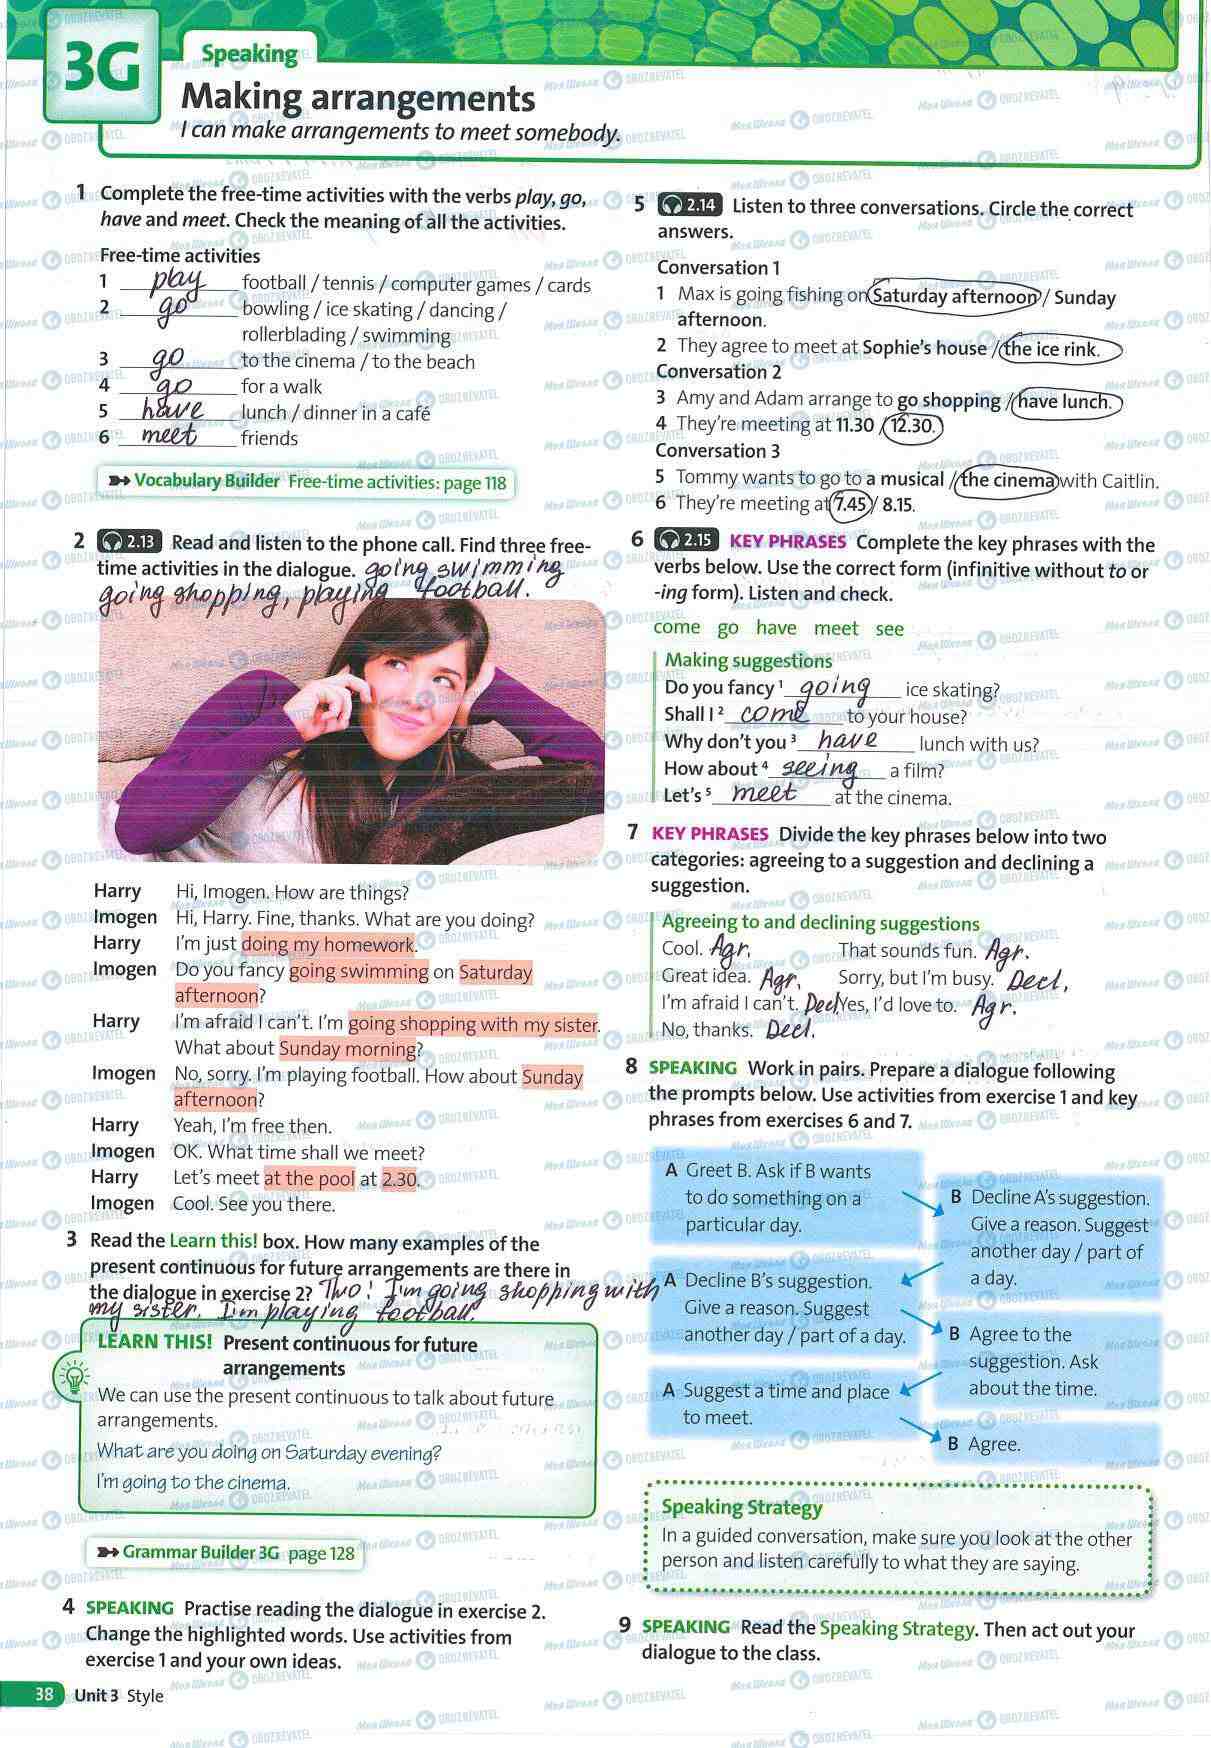 3G
Speaking
Making arrangements
I can make arrangements to meet somebody.
1 Complete the free-time activities with the verbs play, go,
have and meet. Check the meaning of all the activities.
Free-time activities
1 play football / tennis / computer games / cards
2 go bowling / ice skating / dancing /
rollerblading / swimming
3 go to the cinema / to the beach
4 go for a walk
5 have lunch / dinner in a café
6 meet friends
Vocabulary Builder Free-time activities: page 118
2 2.13 Read and listen to the phone call. Find three free-
time activities in the dialogue. going swimming
going shopping, playing football.
Harry Hi, Imogen. How are things?
Imogen Hi, Harry. Fine, thanks. What are you doing?
Harry I'm just doing my homework.
Imogen Do you fancy going swimming on Saturday
afternoon?
Harry I'm afraid I can't. I'm going shopping with my sister.
What about Sunday morning?
Imogen No, sorry. I'm playing football. How about Sunday
afternoon?
Harry Yeah, I'm free then.
Imogen OK. What time shall we meet?
Harry Let's meet at the pool at 2.30.
Imogen Cool. See you there.
3 Read the Learn this! box. How many examples of the
present continuous for future arrangements are there in
the dialogue in exercise 2? Two! I'm going shopping with
my sister. I'm playing football.
LEARN THIS! Present continuous for future
arrangements
We can use the present continuous to talk about future
arrangements.
What are you doing on Saturday evening?
I'm going to the cinema.
Grammar Builder 3G page 128
4 SPEAKING Practise reading the dialogue in exercise 2.
Change the highlighted words. Use activities from
exercise 1 and your own ideas.
38 Unit 3 Style
5 2.14 Listen to three conversations. Circle the correct
answers.
Conversation 1
1 Max is going fishing on Saturday afternoon / Sunday
afternoon.
2 They agree to meet at Sophie's house / the ice rink.
Conversation 2
3 Amy and Adam arrange to go shopping / have lunch.
4 They're meeting at 11.30 / 12.30.
Conversation 3
5 Tommy wants to go to a musical / the cinema with Caitlin.
6 They're meeting at 7.45 / 8.15.
6 2.15 KEY PHRASES Complete the key phrases with the
verbs below. Use the correct form (infinitive without to or
-ing form). Listen and check.
come go have meet see
Making suggestions
Do you fancy 1 going ice skating?
Shall I 2 come to your house?
Why don't you 3 have lunch with us?
How about 4 seeing a film?
Let's 5 meet at the cinema.
7 KEY PHRASES Divide the key phrases below into two
categories: agreeing to a suggestion and declining a
suggestion.
Agreeing to and declining suggestions
Cool. Agr. That sounds fun. Agr.
Great idea. Agr. Sorry, but I'm busy. Decl.
I'm afraid I can't. Decl. Yes, I'd love to. Agr.
No, thanks. Decl.
8 SPEAKING Work in pairs. Prepare a dialogue following
the prompts below. Use activities from exercise 1 and key
phrases from exercises 6 and 7.
A Greet B. Ask if B wants
to do something on a
particular day.
B Decline A's suggestion.
Give a reason. Suggest
another day / part of
a day.
A Decline B's suggestion.
Give a reason. Suggest
another day / part of a day.
B Agree to the
suggestion. Ask
about the time.
A Suggest a time and place
to meet.
B Agree.
Speaking Strategy
In a guided conversation, make sure you look at the other
person and listen carefully to what they are saying.
9 SPEAKING Read the Speaking Strategy. Then act out your
dialogue to the class.